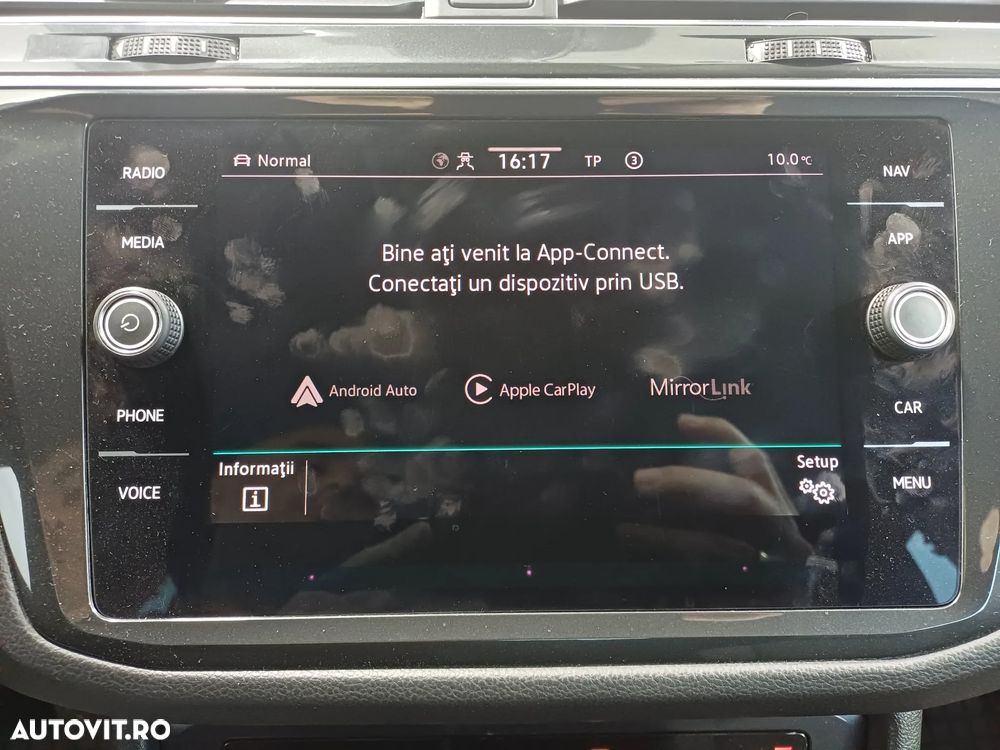 Normal
16:17
TP
3
10.0°C
RADIO
MEDIA
PHONE
VOICE
Bine aţi venit la App-Connect.
Conectaţi un dispozitiv prin USB.
Android Auto
Apple CarPlay
MirrorLink
Informaţii
i
Setup
NAV
APP
CAR
MENU
AUTOVIT.RO